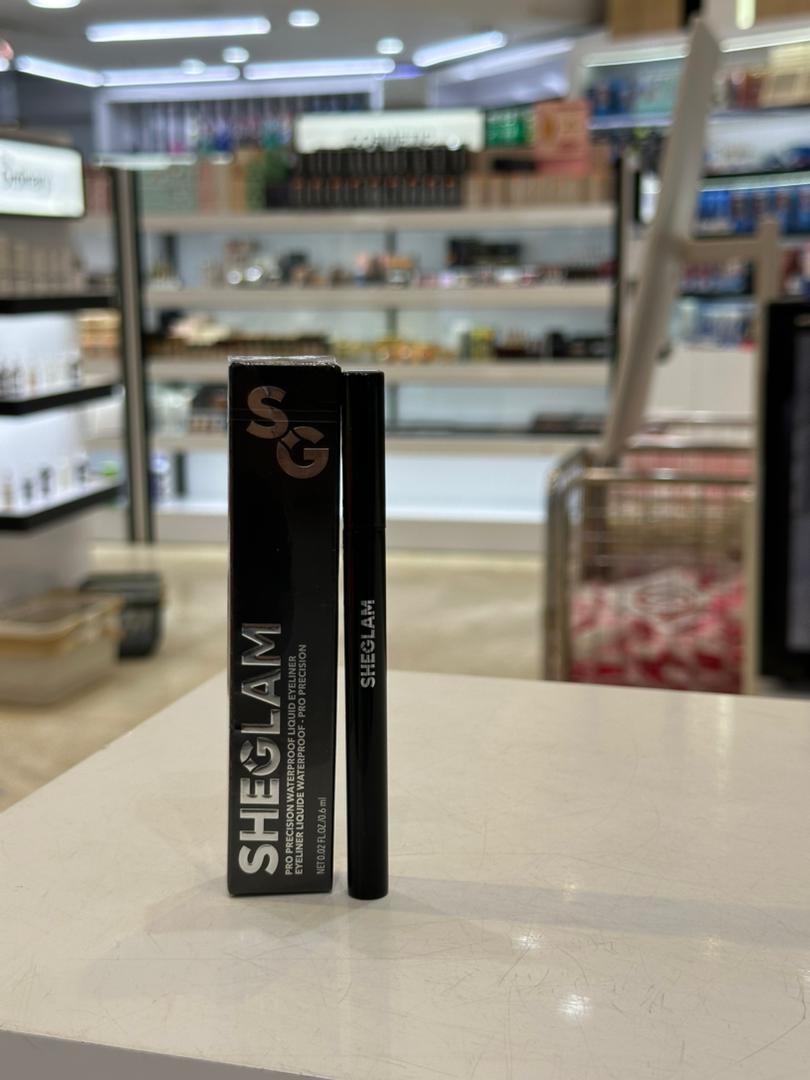 SG
SHEGLAM
PRO PRECISION WATERPROOF LIQUID EYELINER
EYELINER LIQUIDE WATERPROOF - PRO PRECISION
NET 0.02 FL.OZ./0.6 ml
SHEGLAM